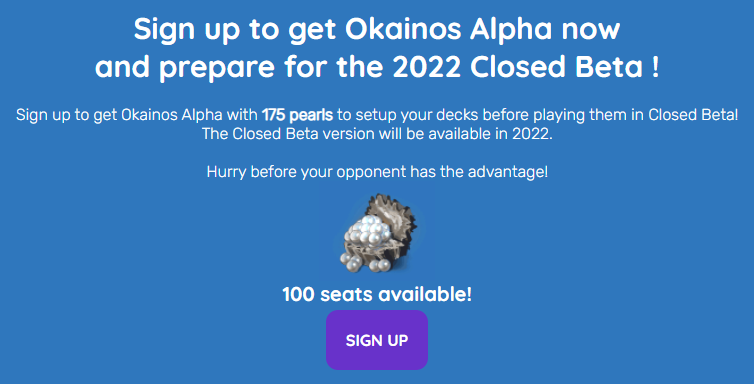 Sign up to get Okainos Alpha now
and prepare for the 2022 Closed Beta !
Sign up to get Okainos Alpha with 175 pearls to setup your decks before playing them in Closed Beta!
The Closed Beta version will be available in 2022.
Hurry before your opponent has the advantage!
100 seats available!
SIGN UP